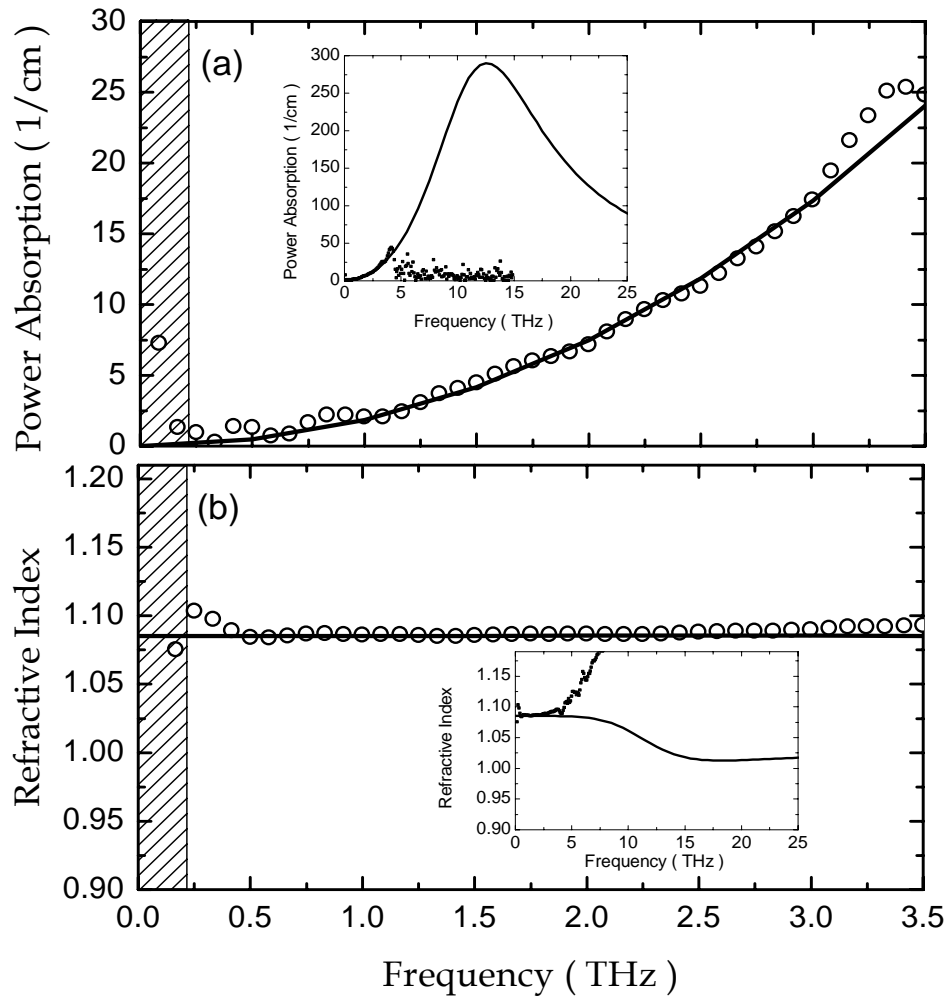 Power Absorption ( 1/cm )
30
25
20
15
10
5
0
(a)
Power Absorption ( 1/cm )
300
250
200
150
100
50
0
0 5 10 15 20 25
Frequency ( THz )
Refractive Index
1.20
1.15
1.10
1.05
1.00
0.95
0.90
(b)
Refractive Index
1.15
1.10
1.05
1.00
0.95
0.90
0 5 10 15 20 25
Frequency ( THz )
0.0 0.5 1.0 1.5 2.0 2.5 3.0 3.5
Frequency ( THz )